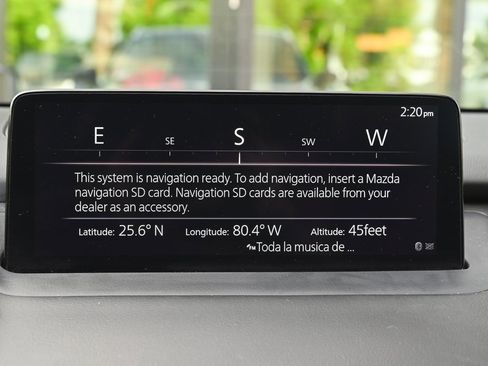 2:20pm
E SE S SW W
This system is navigation ready. To add navigation, insert a Mazda
navigation SD card. Navigation SD cards are available from your
dealer as an accessory.
Latitude: 25.6° N Longitude: 80.4° W Altitude: 45feet
FM Toda la musica de ...